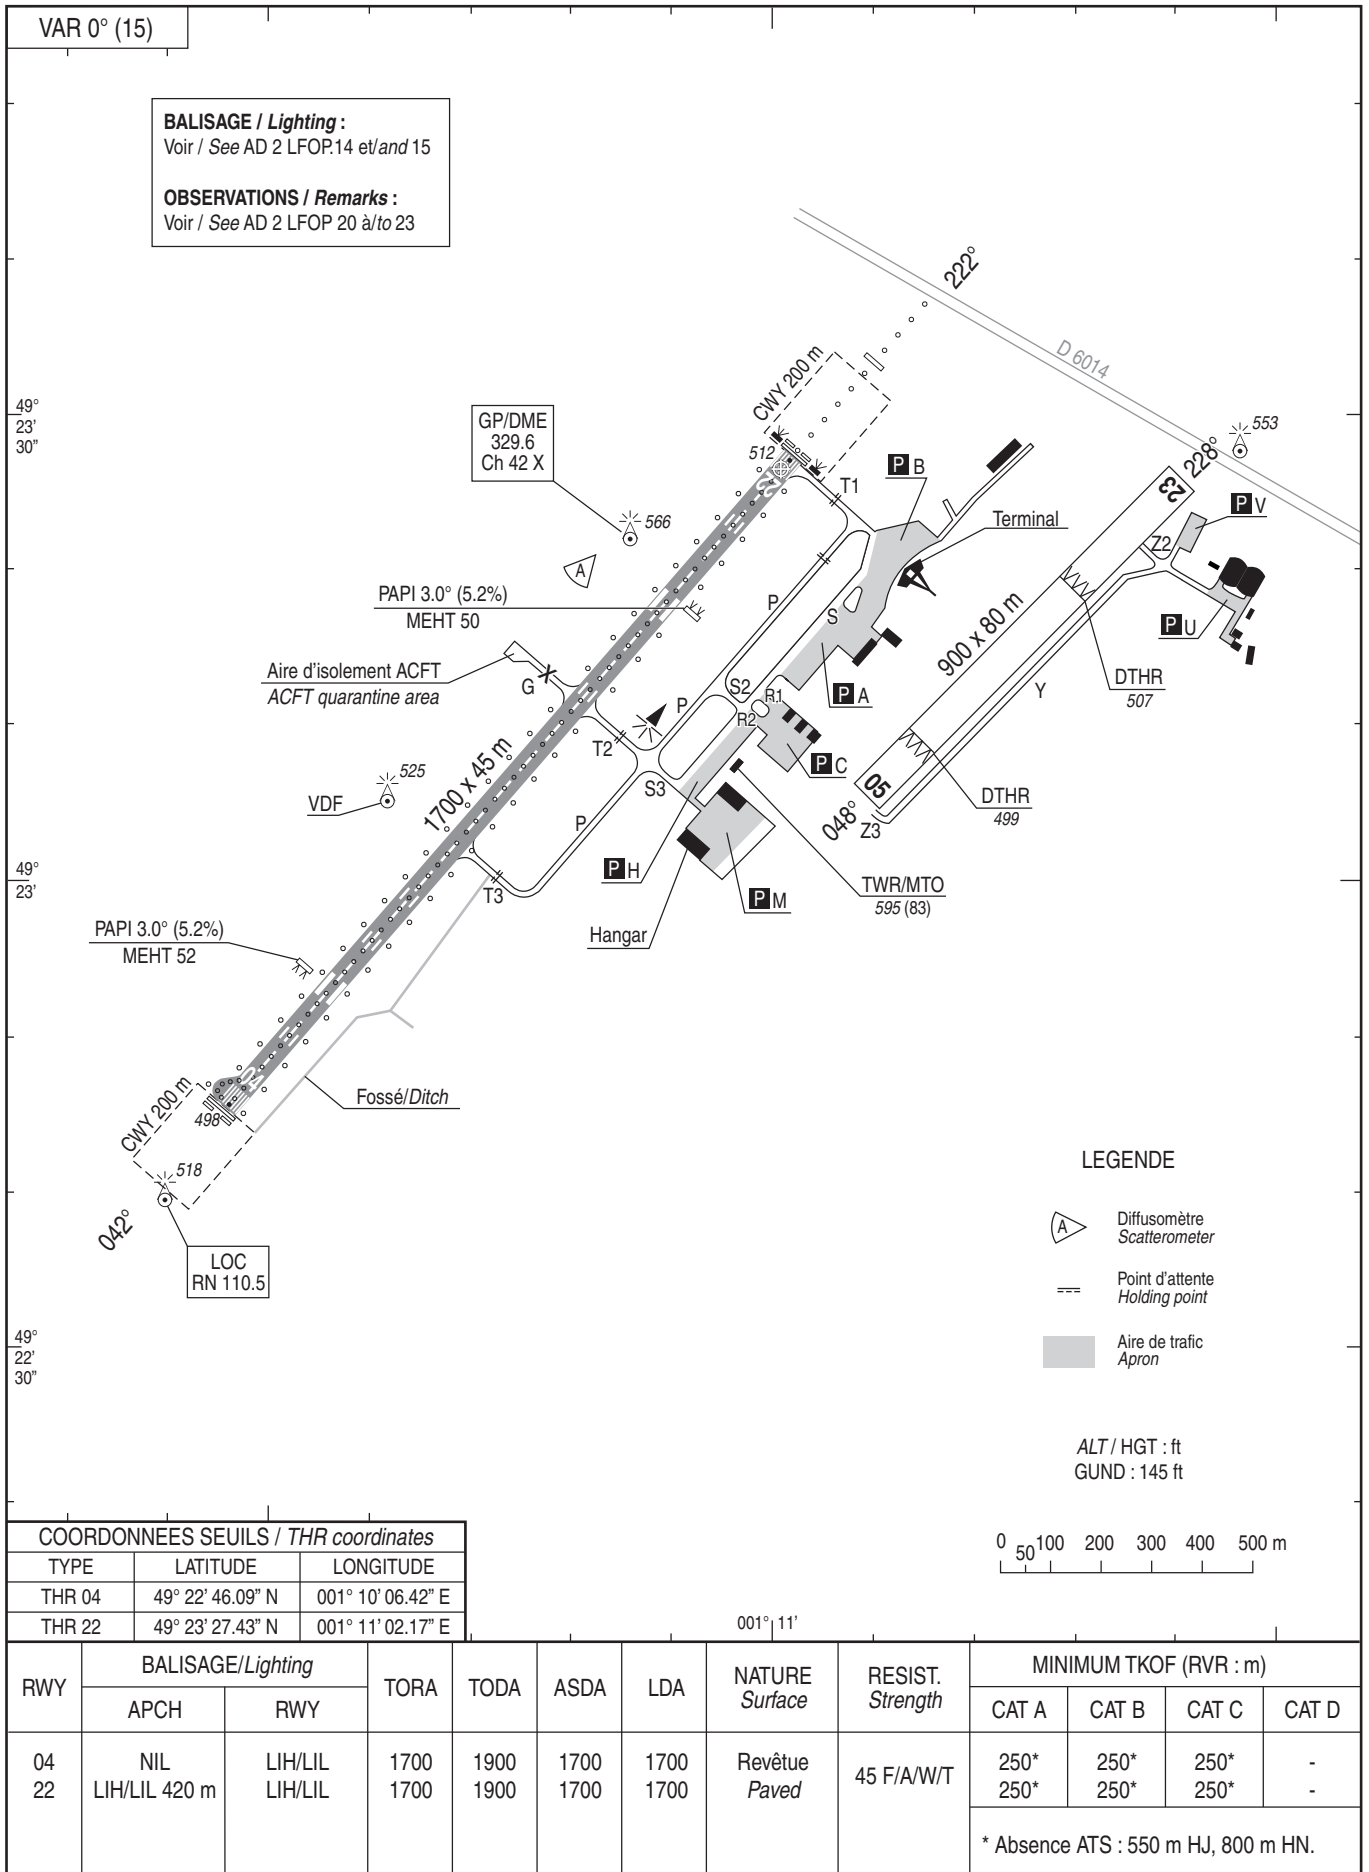 VAR 0° (15)
BALISAGE / Lighting :
Voir / See AD 2 LFOP.14 et/and 15
OBSERVATIONS / Remarks :
Voir / See AD 2 LFOP 20 à/to 23
222°
D 6014
CWY 200 m
49°
23'
30"
GP/DME
329.6
Ch 42 X
512
22
T1
P B
228°
553
23
P V
Terminal
566
A
Z2
PAPI 3.0° (5.2%)
MEHT 50
P
S
900 x 80 m
P U
Aire d'isolement ACFT
ACFT quarantine area
G
S2
R1
P A
Y
DTHR
507
P
R2
T2
1700 x 45 m
P C
525
VDF
S3
05
DTHR
499
048°
Z3
P
49°
23'
T3
P H
P M
TWR/MTO
595 (83)
Hangar
PAPI 3.0° (5.2%)
MEHT 52
Fossé/Ditch
04
CWY 200 m
498
518
042°
LOC
RN 110.5
LEGENDE
A
Diffusomètre
Scatterometer
Point d'attente
Holding point
Aire de trafic
Apron
49°
22'
30"
ALT / HGT : ft
GUND : 145 ft
0 50 100 200 300 400 500 m
COORDONNEES SEUILS / THR coordinates
TYPE LATITUDE LONGITUDE
THR 04 49° 22' 46.09" N 001° 10' 06.42" E
THR 22 49° 23' 27.43" N 001° 11' 02.17" E
001° 11'
RWY BALISAGE/Lighting TORA TODA ASDA LDA NATURE Surface RESIST. Strength MINIMUM TKOF (RVR : m)
APCH RWY CAT A CAT B CAT C CAT D
04 NIL LIH/LIL 1700 1900 1700 1700 Revêtue 45 F/A/W/T 250* 250* 250* -
22 LIH/LIL 420 m LIH/LIL 1700 1900 1700 1700 Paved 250* 250* 250* -
* Absence ATS : 550 m HJ, 800 m HN.